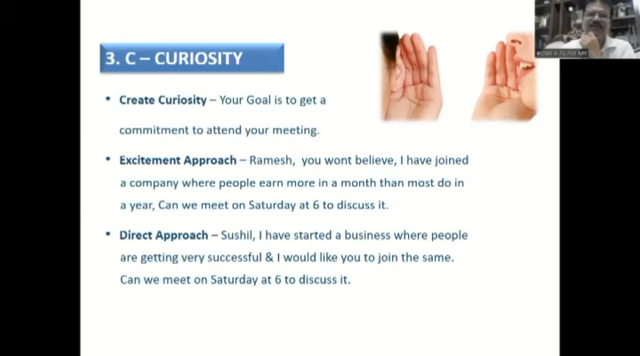 3. C – CURIOSITY
• Create Curiosity – Your Goal is to get a
commitment to attend your meeting.
• Excitement Approach – Ramesh, you wont believe, I have joined
a company where people earn more in a month than most do in
a year, Can we meet on Saturday at 6 to discuss it.
• Direct Approach – Sushil, I have started a business where people
are getting very successful & I would like you to join the same.
Can we meet on Saturday at 6 to discuss it.